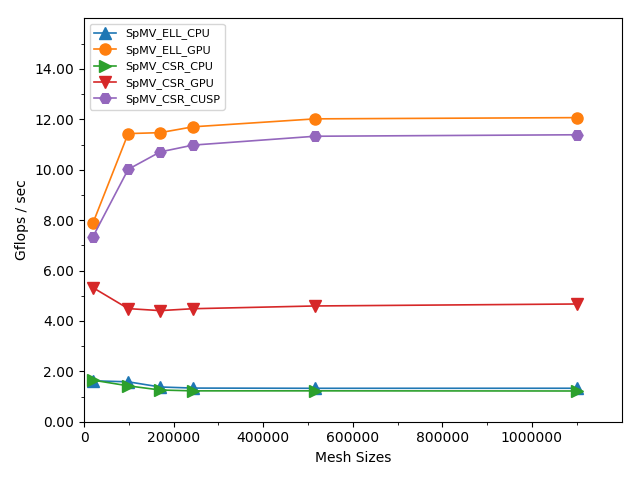 SpMV_ELL_CPU
SpMV_ELL_GPU
SpMV_CSR_CPU
SpMV_CSR_GPU
SpMV_CSR_CUSP
14.00
12.00
10.00
8.00
6.00
4.00
2.00
0.00
Gflops / sec
0 200000 400000 600000 800000 1000000
Mesh Sizes